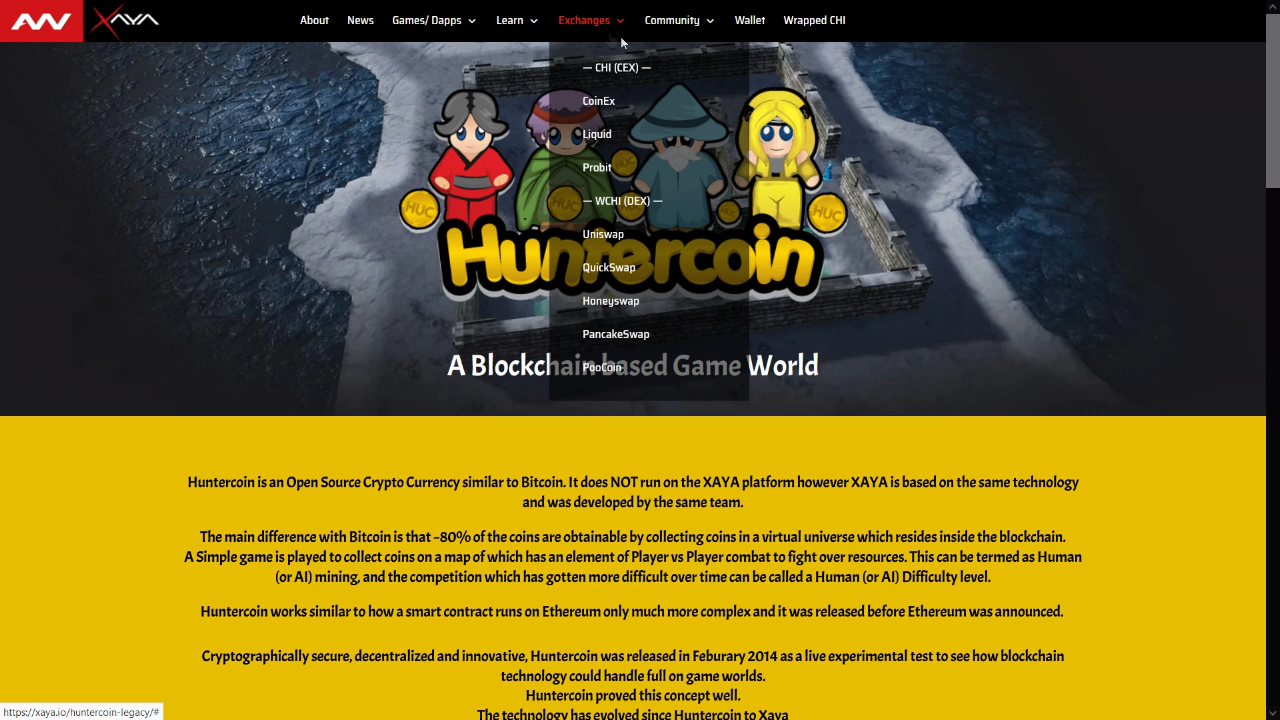 AW XAYA
About News Games/ Dapps Learn Exchanges Community Wallet Wrapped CHI
— CHI (CEX) —
CoinEx
Liquid
Probit
— WCHI (DEX) —
Uniswap
QuickSwap
Honeyswap
PancakeSwap
PooCoin
HUC HUC HUC
Huntercoin
A Blockchain based Game World
Huntercoin is an Open Source Crypto Currency similar to Bitcoin. It does NOT run on the XAYA platform however XAYA is based on the same technology
and was developed by the same team.
The main difference with Bitcoin is that ~80% of the coins are obtainable by collecting coins in a virtual universe which resides inside the blockchain.
A Simple game is played to collect coins on a map of which has an element of Player vs Player combat to fight over resources. This can be termed as Human
(or AI) mining, and the competition which has gotten more difficult over time can be called a Human (or AI) Difficulty level.
Huntercoin works similar to how a smart contract runs on Ethereum only much more complex and it was released before Ethereum was announced.
Cryptographically secure, decentralized and innovative, Huntercoin was released in Feburary 2014 as a live experimental test to see how blockchain
technology could handle full on game worlds.
Huntercoin proved this concept well.
The technology has evolved since Huntercoin to Xaya
https://xaya.io/huntercoin-legacy/#